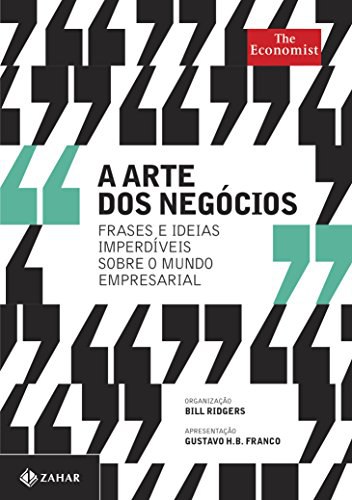 The
Economist
A ARTE
DOS NEGÓCIOS
FRASES E IDEIAS
IMPERDÍVEIS
SOBRE O MUNDO
EMPRESARIAL
ORGANIZAÇÃO
BILL RIDGERS
APRESENTAÇÃO
GUSTAVO H.B. FRANCO
ZAHAR